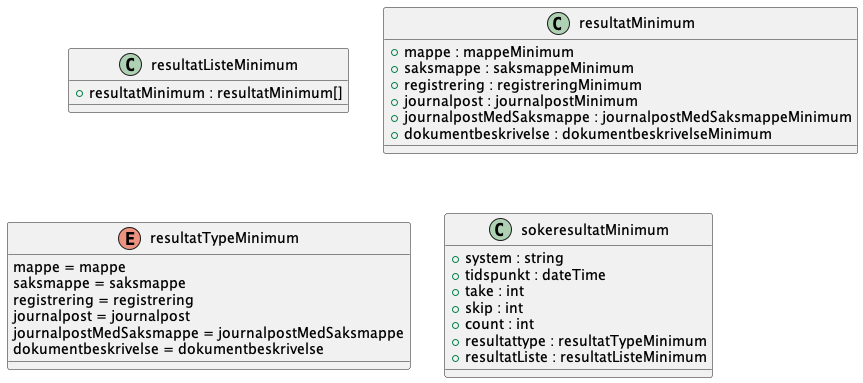 C resultatListeMinimum
resultatMinimum : resultatMinimum[]
C resultatMinimum
mappe : mappeMinimum
saksmappe : saksmappeMinimum
registrering : registreringMinimum
journalpost : journalpostMinimum
journalpostMedSaksmappe : journalpostMedSaksmappeMinimum
dokumentbeskrivelse : dokumentbeskrivelseMinimum
E resultatTypeMinimum
mappe = mappe
saksmappe = saksmappe
registrering = registrering
journalpost = journalpost
journalpostMedSaksmappe = journalpostMedSaksmappe
dokumentbeskrivelse = dokumentbeskrivelse
C sokeresultatMinimum
system : string
tidspunkt : dateTime
take : int
skip : int
count : int
resultattype : resultatTypeMinimum
resultatListe : resultatListeMinimum